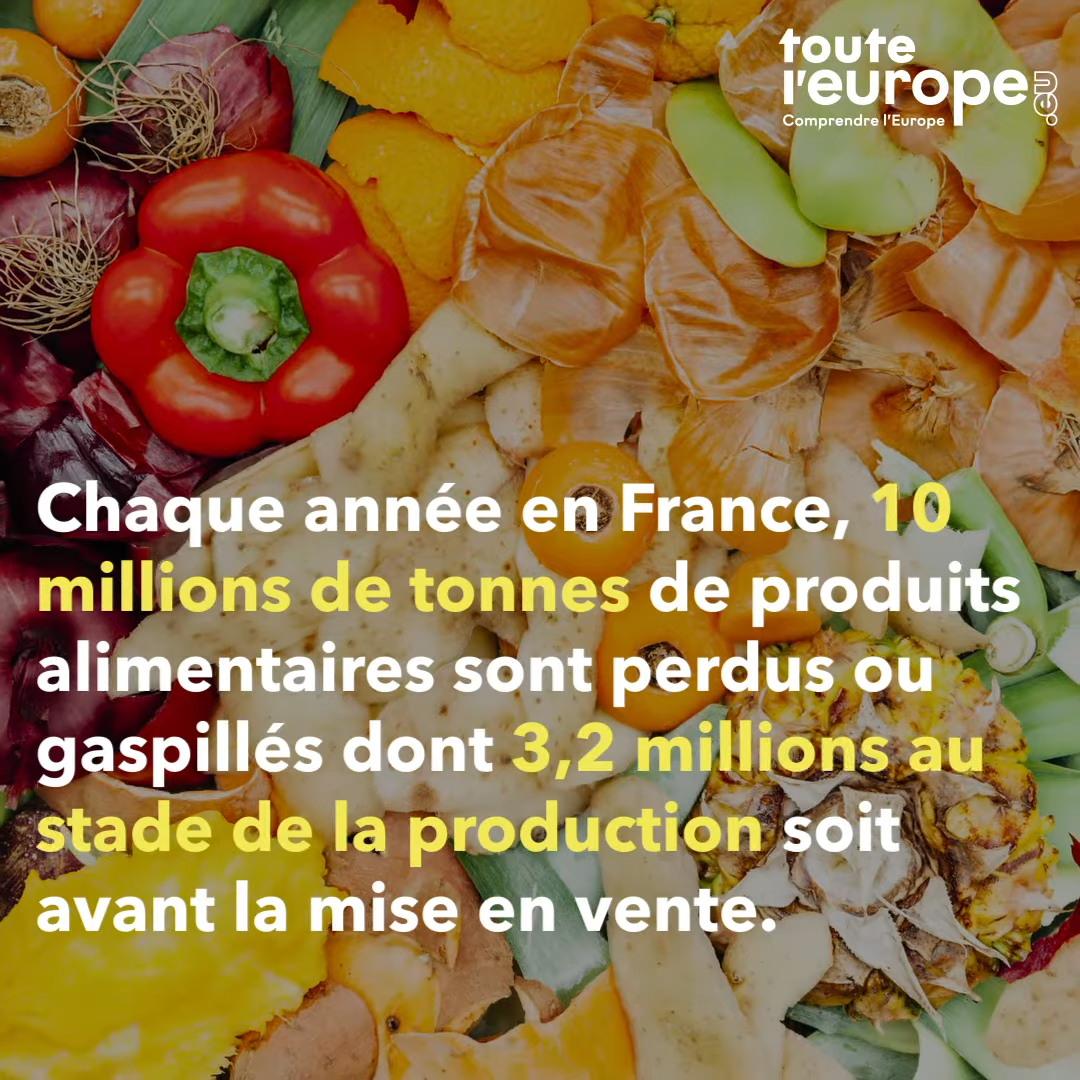 toute
l'europe.eu
Comprendre l'Europe
Chaque année en France, 10
millions de tonnes de produits
alimentaires sont perdus ou
gaspillés dont 3,2 millions au
stade de la production soit
avant la mise en vente.